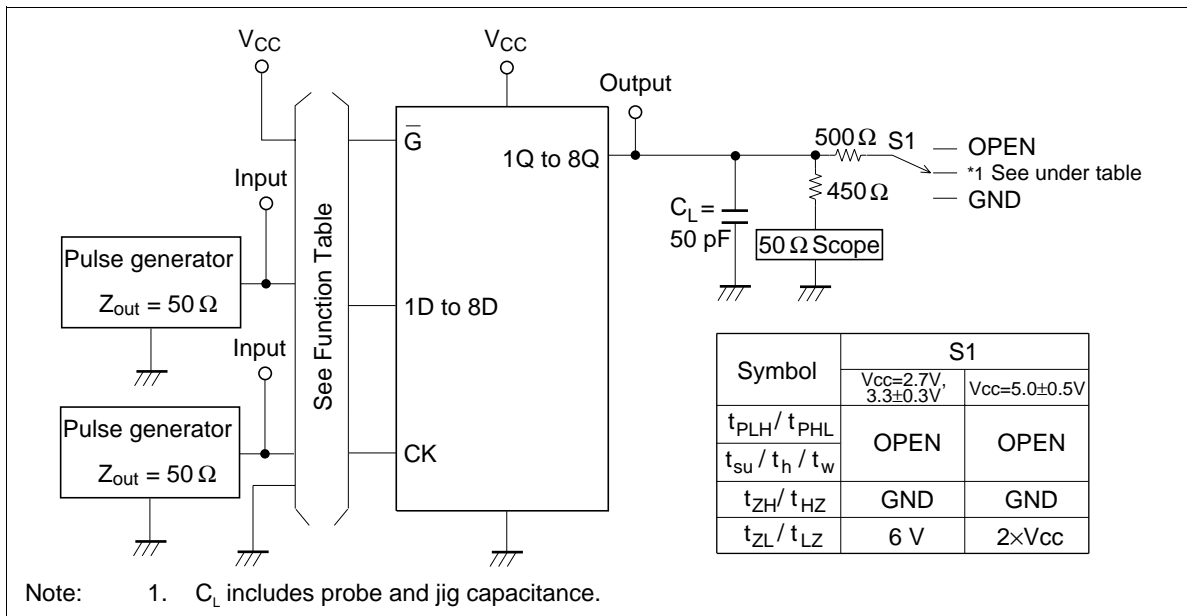 VCC
VCC
Output
G
1Q to 8Q
500 Ω
S1
OPEN
*1 See under table
GND
450 Ω
CL =
50 pF
50 Ω Scope
Input
Pulse generator
Zout = 50 Ω
See Function Table
1D to 8D
Input
Pulse generator
Zout = 50 Ω
CK
Symbol
S1
Vcc=2.7V,
3.3±0.3V
Vcc=5.0±0.5V
tPLH / tPHL
OPEN
OPEN
tsu / th / tw
tZH / tHZ
GND
GND
tZL / tLZ
6 V
2×Vcc
Note: 1. CL includes probe and jig capacitance.